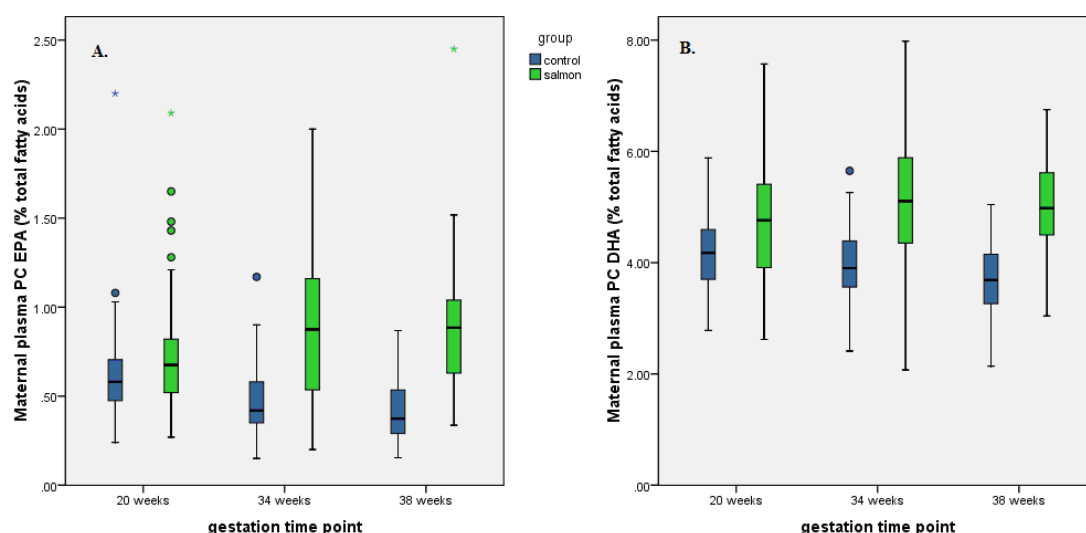 A.
Maternal plasma PC EPA (% total fatty acids)
2.50
2.00
1.50
1.00
.50
.00
20 weeks
34 weeks
38 weeks
gestation time point
group
control
salmon
B.
Maternal plasma PC DHA (% total fatty acids)
8.00
6.00
4.00
2.00
.00
20 weeks
34 weeks
38 weeks
gestation time point